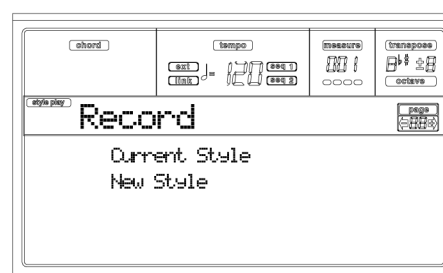 chord
tempo
measure
transpose
ext
seq 1
link
♩= 120
seq 2
001
B♭# ±8
octave
style play
Record
page
Current Style
New Style